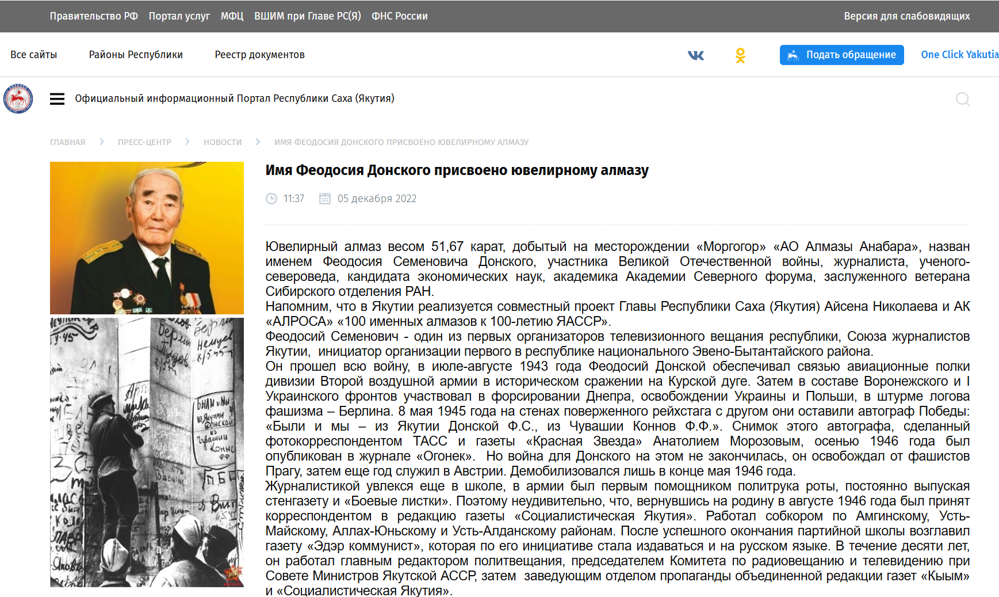 Правительство РФ Портал услуг МФЦ ВШИМ при Главе РС(Я) ФНС России Версия для слабовидящих
Все сайты Районы Республики Реестр документов Подать обращение One Click Yakutia
Официальный информационный Портал Республики Саха (Якутия)
ГЛАВНАЯ ПРЕСС-ЦЕНТР НОВОСТИ ИМЯ ФЕОДОСИЯ ДОНСКОГО ПРИСВОЕНО ЮВЕЛИРНОМУ АЛМАЗУ
Имя Феодосия Донского присвоено ювелирному алмазу
11:37 05 декабря 2022
Ювелирный алмаз весом 51,67 карат, добытый на месторождении «Моргогор» «АО Алмазы Анабара», назван
именем Феодосия Семеновича Донского, участника Великой Отечественной войны, журналиста, ученого-
североведа, кандидата экономических наук, академика Академии Северного форума, заслуженного ветерана
Сибирского отделения РАН.
Напомним, что в Якутии реализуется совместный проект Главы Республики Саха (Якутия) Айсена Николаева и АК
«АЛРОСА» «100 именных алмазов к 100-летию ЯАССР».
Феодосий Семенович - один из первых организаторов телевизионного вещания республики, Союза журналистов
Якутии, инициатор организации первого в республике национального Эвено-Бытантайского района.
Он прошел всю войну, в июле-августе 1943 года Феодосий Донской обеспечивал связью авиационные полки
дивизии Второй воздушной армии в историческом сражении на Курской дуге. Затем в составе Воронежского и I
Украинского фронтов участвовал в форсировании Днепра, освобождении Украины и Польши, в штурме логова
фашизма – Берлина. 8 мая 1945 года на стенах поверженного рейхстага с другом они оставили автограф Победы:
«Были и мы – из Якутии Донской Ф.С., из Чувашии Коннов Ф.Ф.». Снимок этого автографа, сделанный
фотокорреспондентом ТАСС и газеты «Красная Звезда» Анатолием Морозовым, осенью 1946 года был
опубликован в журнале «Огонек». Но война для Донского на этом не закончилась, он освобождал от фашистов
Прагу, затем еще год служил в Австрии. Демобилизовался лишь в конце мая 1946 года.
Журналистикой увлекся еще в школе, в армии был первым помощником политрука роты, постоянно выпуская
стенгазету и «Боевые листки». Поэтому неудивительно, что, вернувшись на родину в августе 1946 года был принят
корреспондентом в редакцию газеты «Социалистическая Якутия». Работал собкором по Амгинскому, Усть-
Майскому, Аллах-Юньскому и Усть-Алданскому районам. После успешного окончания партийной школы возглавил
газету «Эдэр коммунист», которая по его инициативе стала издаваться и на русском языке. В течение десяти лет,
он работал главным редактором политвещания, председателем Комитета по радиовещанию и телевидению при
Совете Министров Якутской АССР, затем заведующим отделом пропаганды объединенной редакции газет «Кыым»
и «Социалистическая Якутия».
БЫЛИ и МЫ
из Якутии
ДОНСКОЙ
из
Чувашии
Конно
Ф.Ф